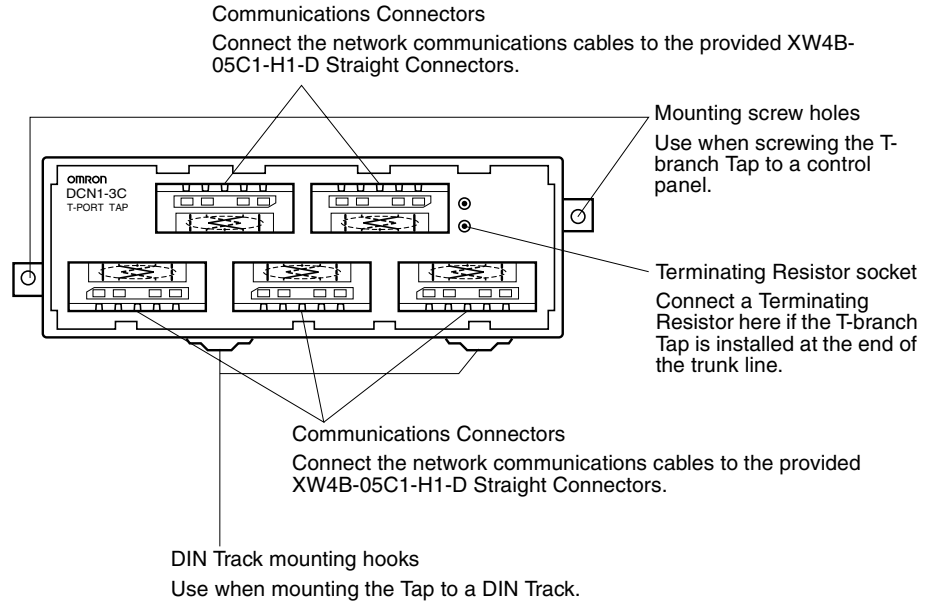 Communications Connectors
Connect the network communications cables to the provided XW4B-
05C1-H1-D Straight Connectors.
Mounting screw holes
Use when screwing the T-
branch Tap to a control
panel.
OMRON
DCN1-3C
T-PORT TAP
Terminating Resistor socket
Connect a Terminating
Resistor here if the T-branch
Tap is installed at the end of
the trunk line.
Communications Connectors
Connect the network communications cables to the provided
XW4B-05C1-H1-D Straight Connectors.
DIN Track mounting hooks
Use when mounting the Tap to a DIN Track.